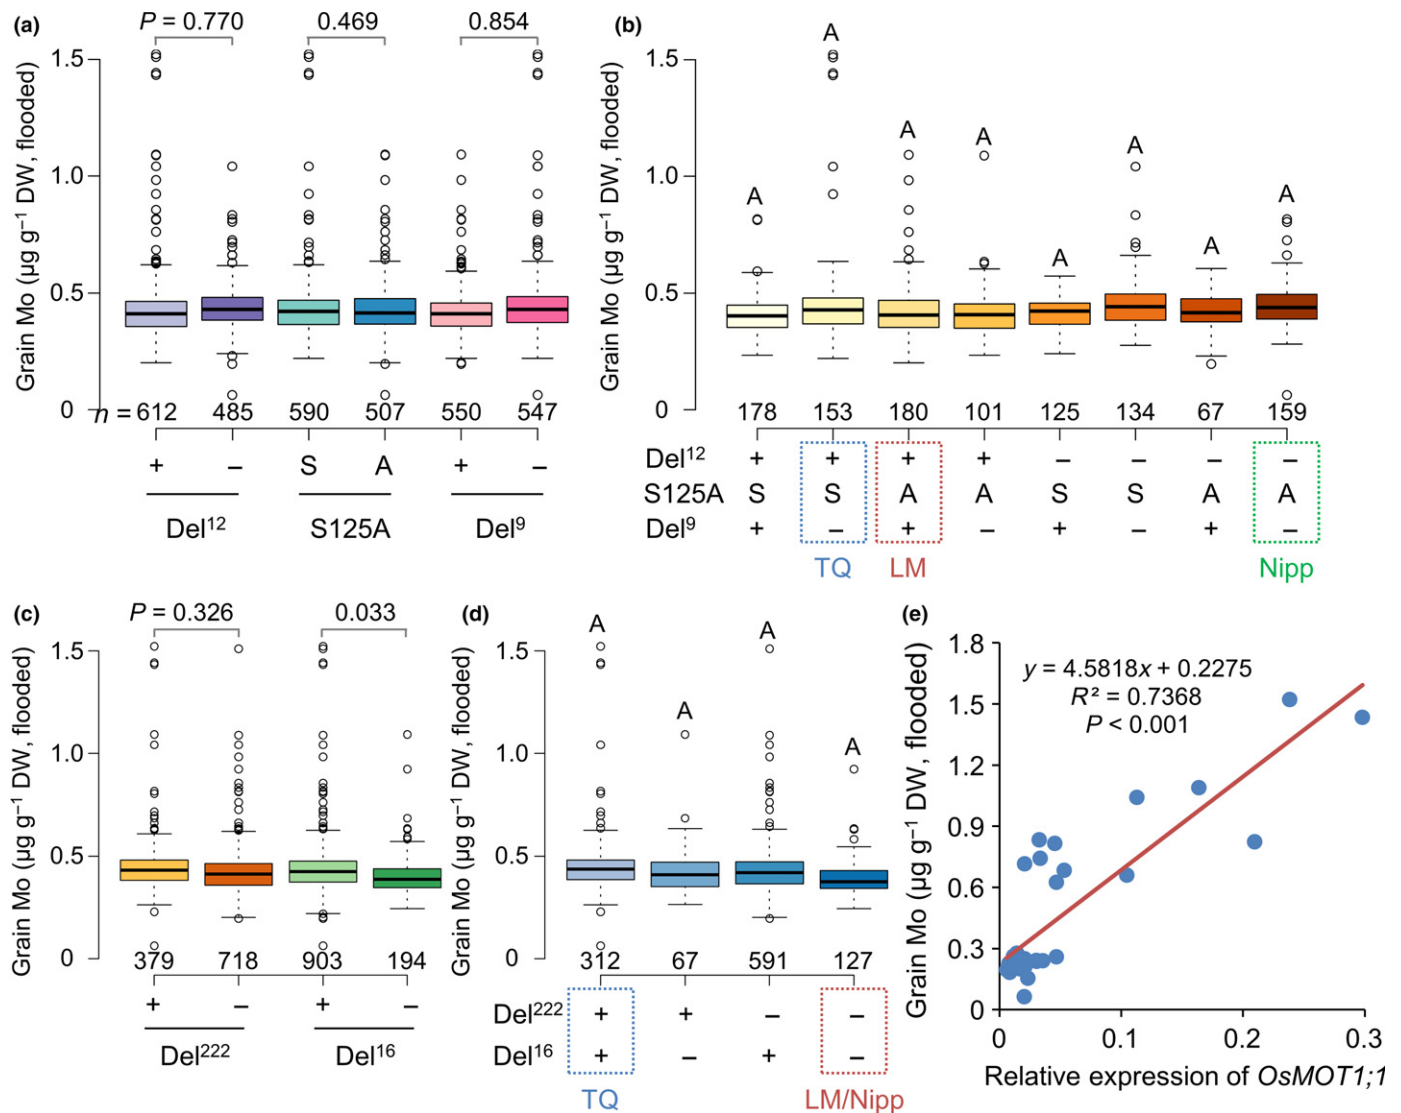 (a)
P = 0.770
0.469
0.854
Grain Mo (µg g⁻¹ DW, flooded)
1.5
1.0
0.5
0
n = 612 485 590 507 550 547
+ – S A + –
Del¹² S125A Del⁹
(b)
Grain Mo (µg g⁻¹ DW, flooded)
1.5
1.0
0.5
0
A A A A A A A A
178 153 180 101 125 134 67 159
Del¹² + + + + – – – –
S125A S S A A S S A A
Del⁹ + – + – + – + –
TQ LM Nipp
(c)
P = 0.326
0.033
Grain Mo (µg g⁻¹ DW, flooded)
1.5
1.0
0.5
0
379 718 903 194
+ – + –
Del²²² Del¹⁶
(d)
Grain Mo (µg g⁻¹ DW, flooded)
1.5
1.0
0.5
0
A A A A
312 67 591 127
Del²²² + + – –
Del¹⁶ + – + –
TQ LM/Nipp
(e)
y = 4.5818x + 0.2275
R² = 0.7368
P < 0.001
Grain Mo (µg g⁻¹ DW, flooded)
1.8
1.5
1.2
0.9
0.6
0.3
0
0 0.1 0.2 0.3
Relative expression of OsMOT1;1